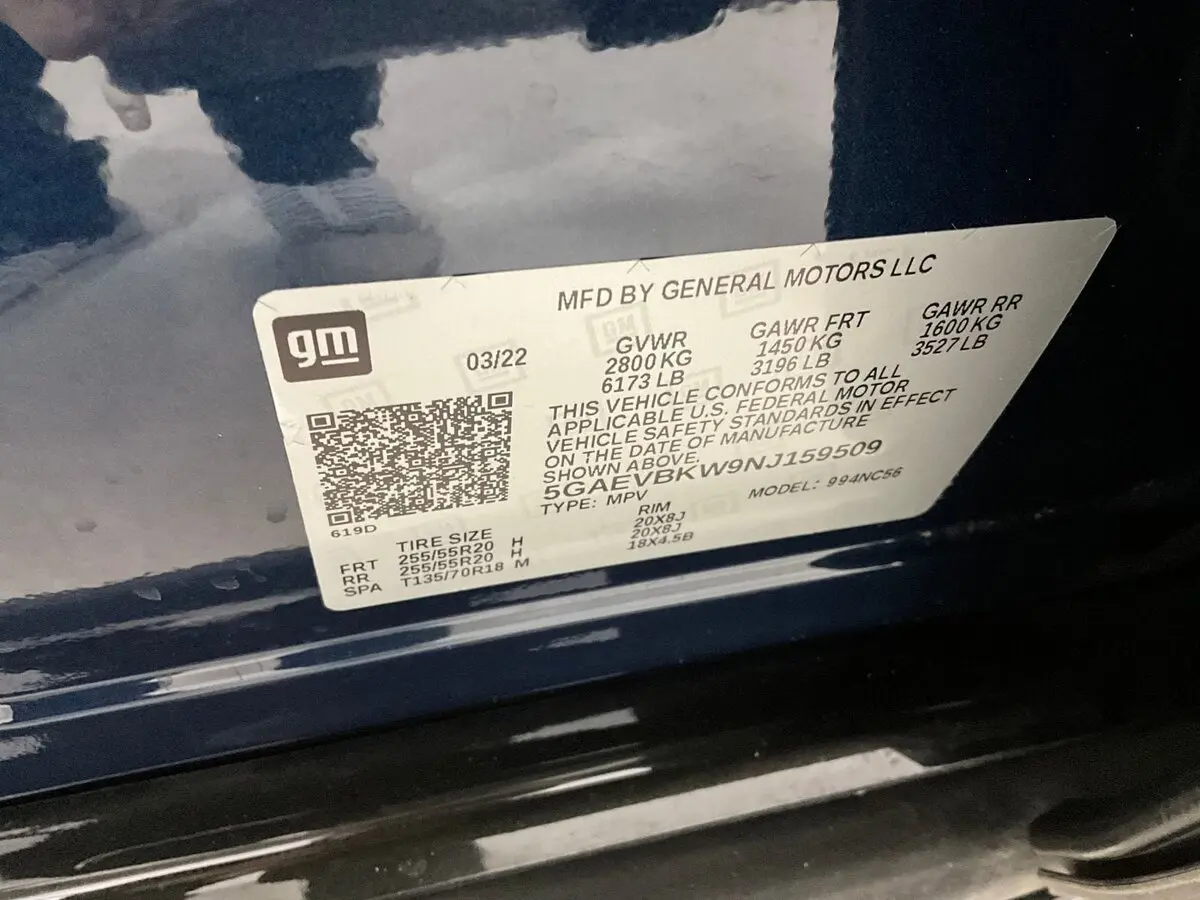 MFD BY GENERAL MOTORS LLC
gm
03/22
GVWR
2800 KG
6173 LB
GAWR FRT
1450 KG
3196 LB
GAWR RR
1600 KG
3527 LB
THIS VEHICLE CONFORMS TO ALL
APPLICABLE U.S. FEDERAL MOTOR
VEHICLE SAFETY STANDARDS IN EFFECT
ON THE DATE OF MANUFACTURE
SHOWN ABOVE.
5GAEVBKW9NJ159509
TYPE: MPV MODEL: 994NC56
619D
TIRE SIZE RIM
FRT 255/55R20 H 20X8J
RR 255/55R20 H 20X8J
SPA T135/70R18 M 18X4.5B